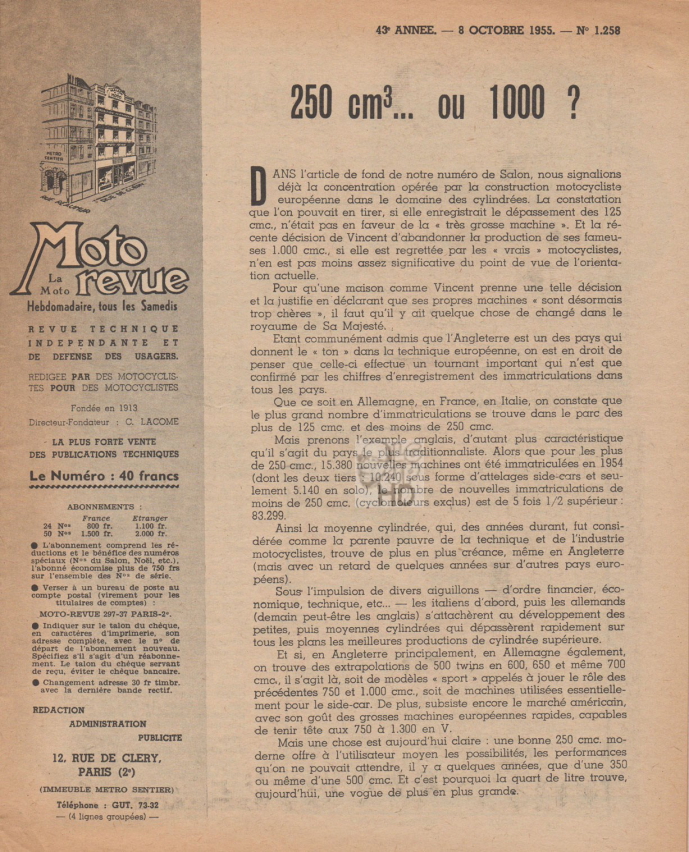 43e ANNEE. — 8 OCTOBRE 1955. — No 1.258
250 cm3... ou 1000 ?
METRO
SENTIER
Moto
La
Moto
revue
Hebdomadaire, tous les Samedis
REVUE TECHNIQUE
INDEPENDANTE ET
DE DEFENSE DES USAGERS.
REDIGEE PAR DES MOTOCYCLIS-
TES POUR DES MOTOCYCLISTES
Fondée en 1913
Directeur-Fondateur : C. LACOME
LA PLUS FORTE VENTE
DES PUBLICATIONS TECHNIQUES
Le Numéro : 40 francs
ABONNEMENTS :
France Etranger
24 Nos 800 fr. 1.100 fr.
50 Nos 1.500 fr. 2.000 fr.
● L'abonnement comprend les ré-
ductions et le bénéfice des numéros
spéciaux (Nos du Salon, Noël, etc.),
l'abonné économise plus de 750 frs
sur l'ensemble des Nos de série.
● Verser à un bureau de poste au
compte postal (virement pour les
titulaires de comptes) :
MOTO-REVUE 297-37 PARIS-2e.
● Indiquer sur le talon du chèque,
en caractères d'imprimerie, son
adresse complète, avec le no de
départ de l'abonnement nouveau.
Spécifiez s'il s'agit d'un réabonne-
ment. Le talon du chèque servant
de reçu, éviter le chèque bancaire.
● Changement adresse 30 fr timbr.
avec la dernière bande rectif.
REDACTION
ADMINISTRATION
PUBLICITE
12, RUE DE CLERY,
PARIS (2e)
(IMMEUBLE METRO SENTIER)
Téléphone : GUT. 73-32
— (4 lignes groupées) —
DANS l'article de fond de notre numéro de Salon, nous signalions
déjà la concentration opérée par la construction motocycliste
européenne dans le domaine des cylindrées. La constatation
que l'on pouvait en tirer, si elle enregistrait le dépassement des 125
cmc., n'était pas en faveur de la « très grosse machine ». Et la ré-
cente décision de Vincent d'abandonner la production de ses fameu-
ses 1.000 cmc., si elle est regrettée par les « vrais » motocyclistes,
n'en est pas moins assez significative du point de vue de l'orienta-
tion actuelle.
Pour qu'une maison comme Vincent prenne une telle décision
et la justifie en déclarant que ses propres machines « sont désormais
trop chères », il faut qu'il y ait quelque chose de changé dans le
royaume de Sa Majesté.
Etant communément admis que l'Angleterre est un des pays qui
donnent le « ton » dans la technique européenne, on est en droit de
penser que celle-ci effectue un tournant important qui n'est que
confirmé par les chiffres d'enregistrement des immatriculations dans
tous les pays.
Que ce soit en Allemagne, en France, en Italie, on constate que
le plus grand nombre d'immatriculations se trouve dans le parc des
plus de 125 cmc. et des moins de 250 cmc.
Mais prenons l'exemple anglais, d'autant plus caractéristique
qu'il s'agit du pays le plus traditionnaliste. Alors que pour les plus
de 250 cmc., 15.380 nouvelles machines ont été immatriculées en 1954
(dont les deux tiers 10.240 sous forme d'attelages side-cars et seu-
lement 5.140 en solo), le nombre de nouvelles immatriculations de
moins de 250 cmc. (cyclomoteurs exclus) est de 5 fois 1/2 supérieur :
83.299.
Ainsi la moyenne cylindrée, qui, des années durant, fut consi-
dérée comme la parente pauvre de la technique et de l'industrie
motocyclistes, trouve de plus en plus créance, même en Angleterre
(mais avec un retard de quelques années sur d'autres pays euro-
péens).
Sous l'impulsion de divers aiguillons — d'ordre financier, éco-
nomique, technique, etc... — les italiens d'abord, puis les allemands
(demain peut-être les anglais) s'attachèrent au développement des
petites, puis moyennes cylindrées qui dépassèrent rapidement sur
tous les plans les meilleures productions de cylindrée supérieure.
Et si, en Angleterre principalement, en Allemagne également,
on trouve des extrapolations de 500 twins en 600, 650 et même 700
cmc., il s'agit là, soit de modèles « sport » appelés à jouer le rôle des
précédentes 750 et 1.000 cmc., soit de machines utilisées essentielle-
ment pour le side-car. De plus, subsiste encore le marché américain,
avec son goût des grosses machines européennes rapides, capables
de tenir tête aux 750 à 1.300 en V.
Mais une chose est aujourd'hui claire : une bonne 250 cmc. mo-
derne offre à l'utilisateur moyen les possibilités, les performances
qu'on ne pouvait attendre, il y a quelques années, que d'une 350
ou même d'une 500 cmc. Et c'est pourquoi la quart de litre trouve,
aujourd'hui, une vogue de plus en plus grande.